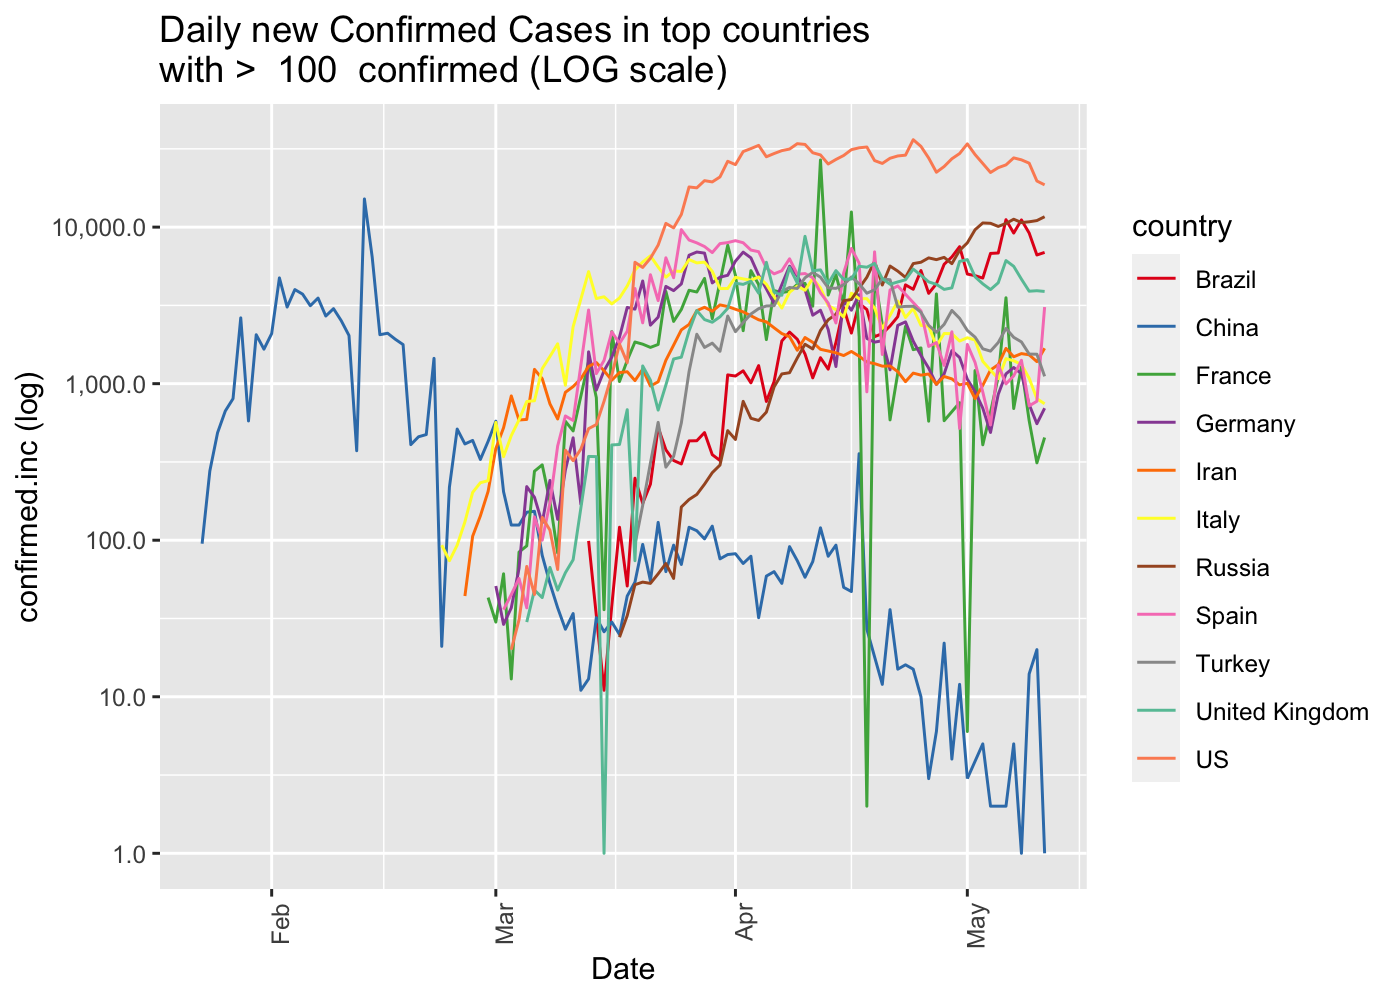 Daily new Confirmed Cases in top countries
with >  100  confirmed (LOG scale)
confirmed.inc (log)
10,000.0
1,000.0
100.0
10.0
1.0
Feb
Mar
Apr
May
Date
country
Brazil
China
France
Germany
Iran
Italy
Russia
Spain
Turkey
United Kingdom
US